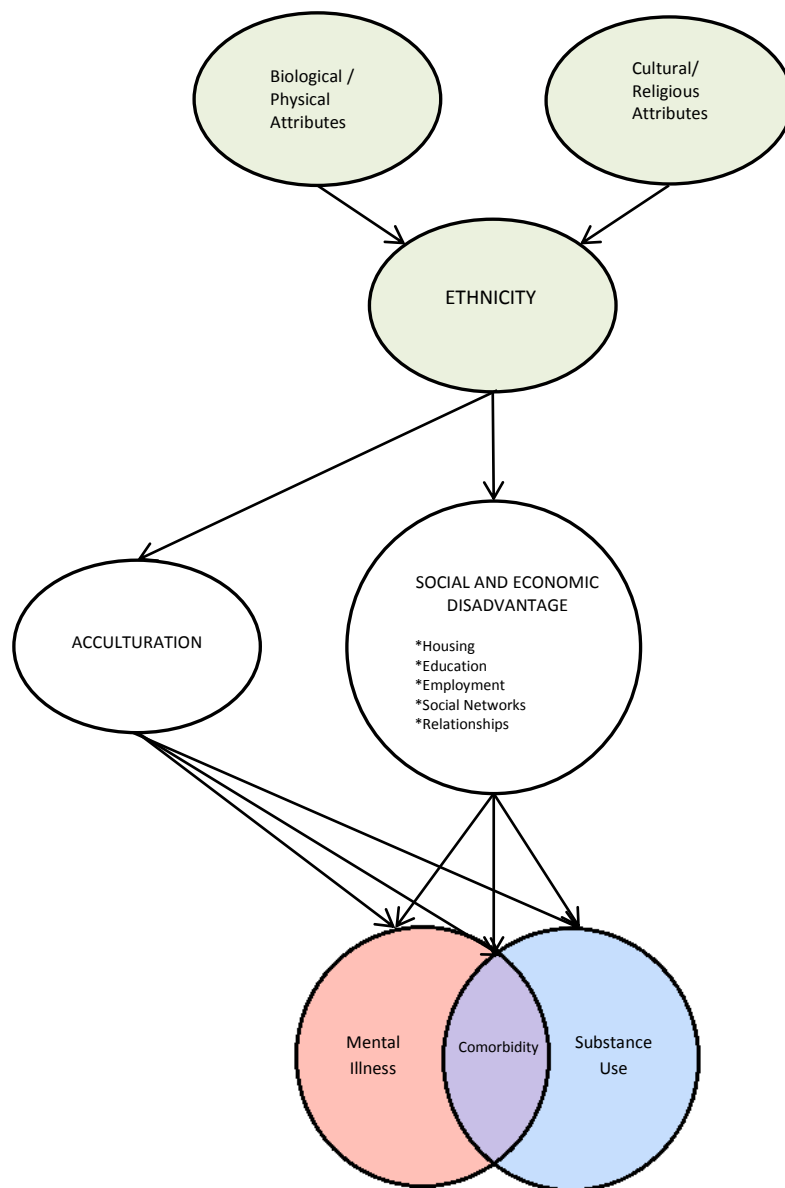 Biological /
Physical
Attributes
Cultural/
Religious
Attributes
ETHNICITY
ACCULTURATION
SOCIAL AND ECONOMIC
DISADVANTAGE
*Housing
*Education
*Employment
*Social Networks
*Relationships
Mental
Illness
Comorbidity
Substance
Use